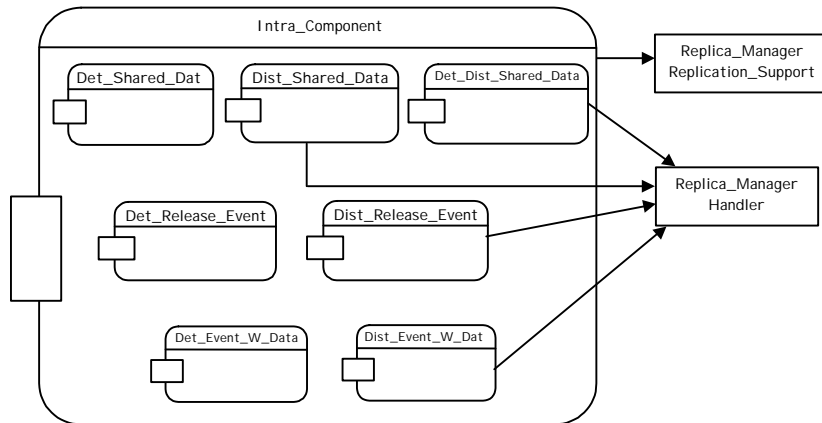 Intra_Component
Replica_Manager
Replication_Support
Det_Shared_Dat
Dist_Shared_Data
Det_Dist_Shared_Data
Replica_Manager
Handler
Det_Release_Event
Dist_Release_Event
Det_Event_W_Data
Dist_Event_W_Dat